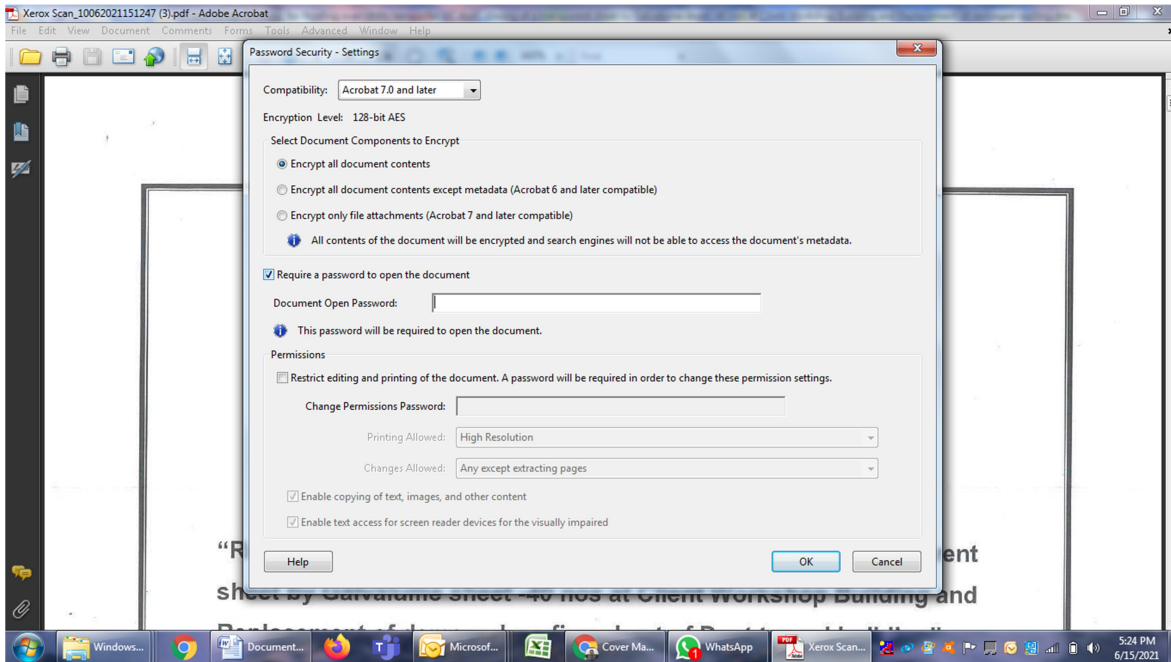 Xerox Scan_10062021151247 (3).pdf - Adobe Acrobat
File Edit View Document Comments Forms Tools Advanced Window Help
Password Security - Settings
Compatibility: Acrobat 7.0 and later
Encryption Level: 128-bit AES
Select Document Components to Encrypt
Encrypt all document contents
Encrypt all document contents except metadata (Acrobat 6 and later compatible)
Encrypt only file attachments (Acrobat 7 and later compatible)
All contents of the document will be encrypted and search engines will not be able to access the document's metadata.
Require a password to open the document
Document Open Password:
This password will be required to open the document.
Permissions
Restrict editing and printing of the document. A password will be required in order to change these permission settings.
Change Permissions Password:
Printing Allowed: High Resolution
Changes Allowed: Any except extracting pages
Enable copying of text, images, and other content
Enable text access for screen reader devices for the visually impaired
Help OK Cancel
“R ent
sheet by Galvalume sheet -40 nos at Client Workshop Building and
Windows... Document... Microsof... Cover Ma... WhatsApp Xerox Scan...
5:24 PM
6/15/2021